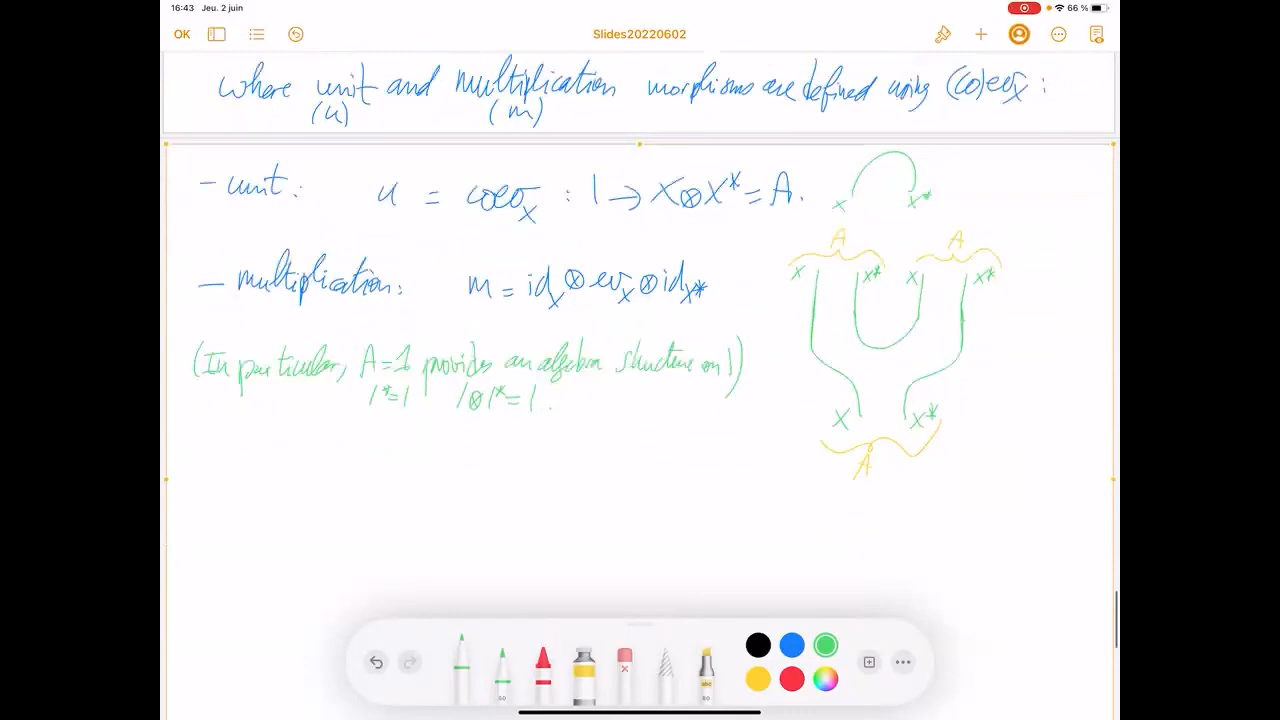 16:43 Jeu. 2 juin
66 %
OK
Slides20220602
where unit and multiplication morphisms are defined using (co)ev_X :
(u) (m)
- unit: u = coev_X : 1 → X⊗X* = A.
X X*
A A
X X* X X*
— multiplication: m = id_X ⊗ ev_X ⊗ id_X*
(In particular, A=1 provides an algebra structure on 1)
1*=1 1⊗1*=1.
X X*
A